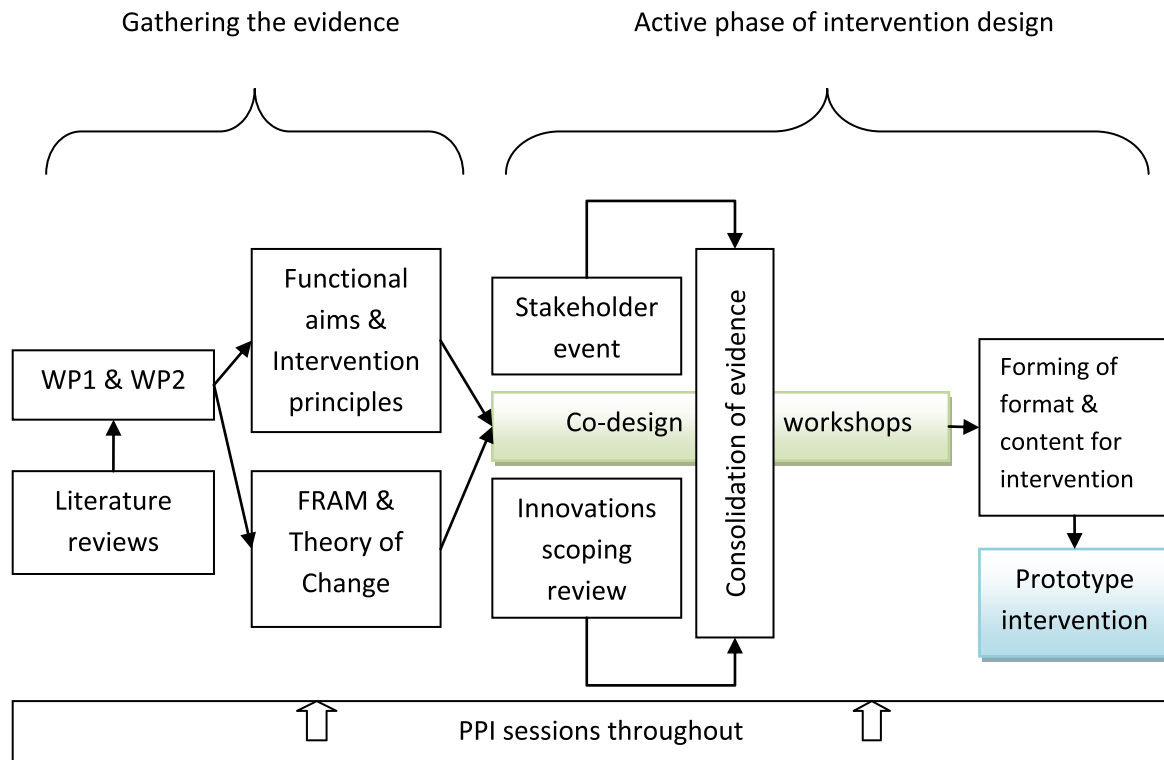 Gathering the evidence
Active phase of intervention design
WP1 & WP2
Literature
reviews
Functional
aims &
Intervention
principles
FRAM &
Theory of
Change
Stakeholder
event
Co-design workshops
Innovations
scoping
review
Consolidation of evidence
Forming of
format &
content for
intervention
Prototype
intervention
PPI sessions throughout